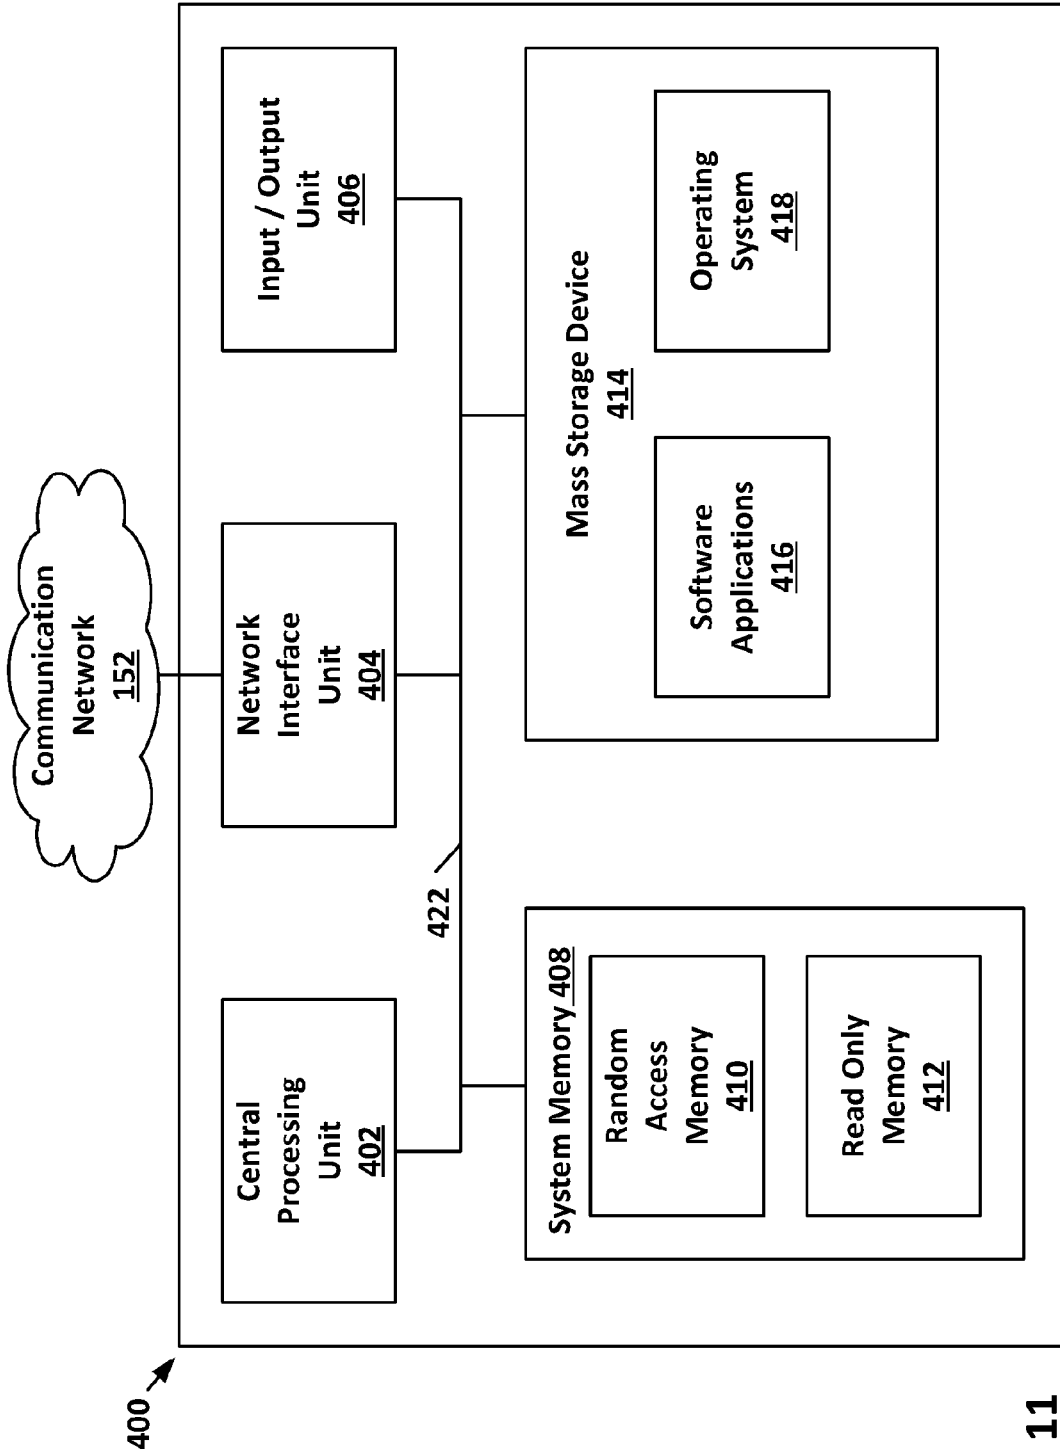 400
Communication
Network
152
Central
Processing
Unit
402
Network
Interface
Unit
404
Input / Output
Unit
406
422
System Memory 408
Random
Access
Memory
410
Read Only
Memory
412
Mass Storage Device
414
Software
Applications
416
Operating
System
418
11